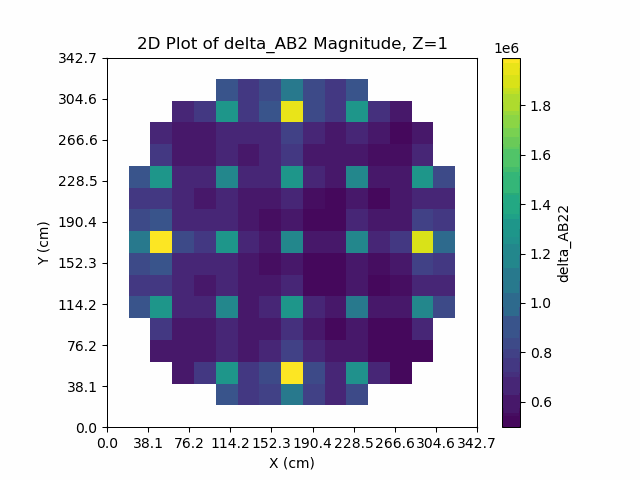 2D Plot of delta_AB2 Magnitude, Z=1
1e6
342.7
304.6
266.6
228.5
190.4
152.3
114.2
76.2
38.1
0.0
Y (cm)
0.0 38.1 76.2 114.2 152.3 190.4 228.5 266.6 304.6 342.7
X (cm)
1.8
1.6
1.4
1.2
1.0
0.8
0.6
delta_AB22